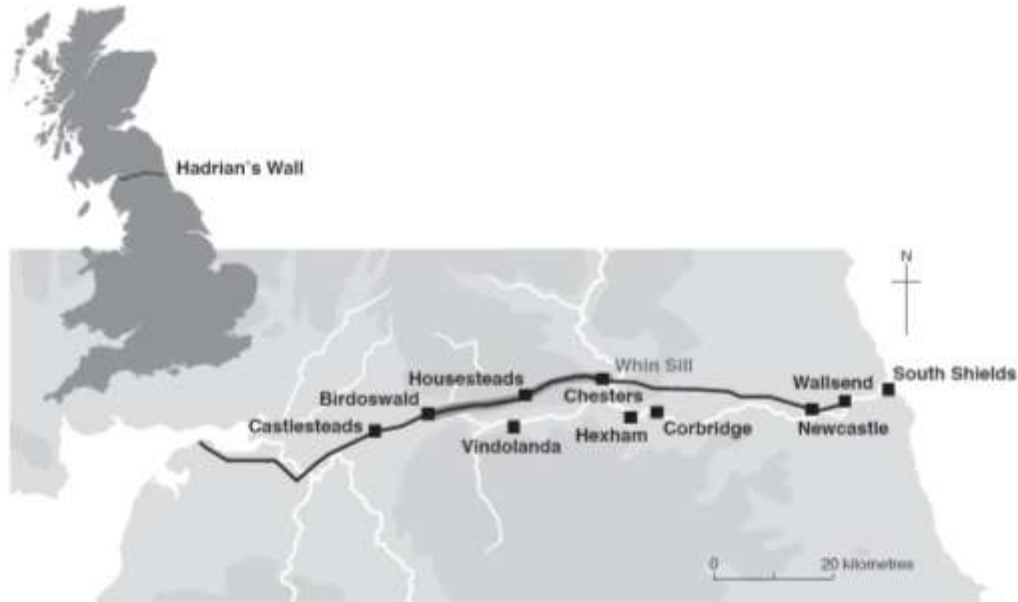 Hadrian's Wall
N
Whin Sill
South Shields
Housesteads
Chesters
Wallsend
Birdoswald
Castlesteads
Vindolanda
Hexham
Corbridge
Newcastle
0 20 kilometres